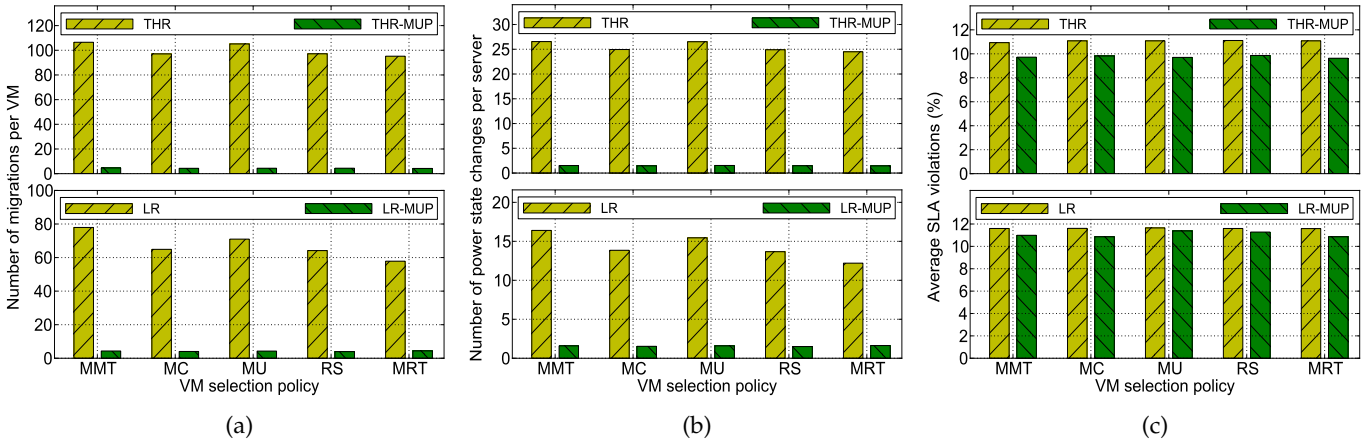 Number of migrations per VM
120
100
80
60
40
20
0
THR
THR-MUP
100
80
60
40
20
0
LR
LR-MUP
MMT
MC
MU
RS
MRT
VM selection policy
(a)
Number of power state changes per server
30
25
20
15
10
5
0
THR
THR-MUP
20
15
10
5
0
LR
LR-MUP
MMT
MC
MU
RS
MRT
VM selection policy
(b)
Average SLA violations (%)
12
10
8
6
4
2
0
THR
THR-MUP
12
10
8
6
4
2
0
LR
LR-MUP
MMT
MC
MU
RS
MRT
VM selection policy
(c)